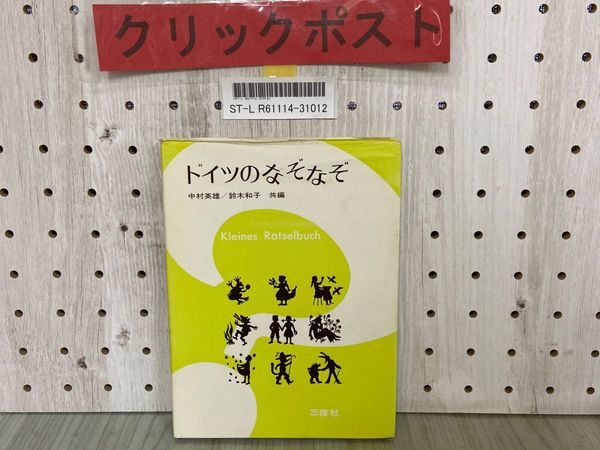 クリックポスト
ST-L R61114-31012
ドイツのなぞなぞ
中村英雄/鈴木和子 共編
Kleines Rätselbuch
三修社